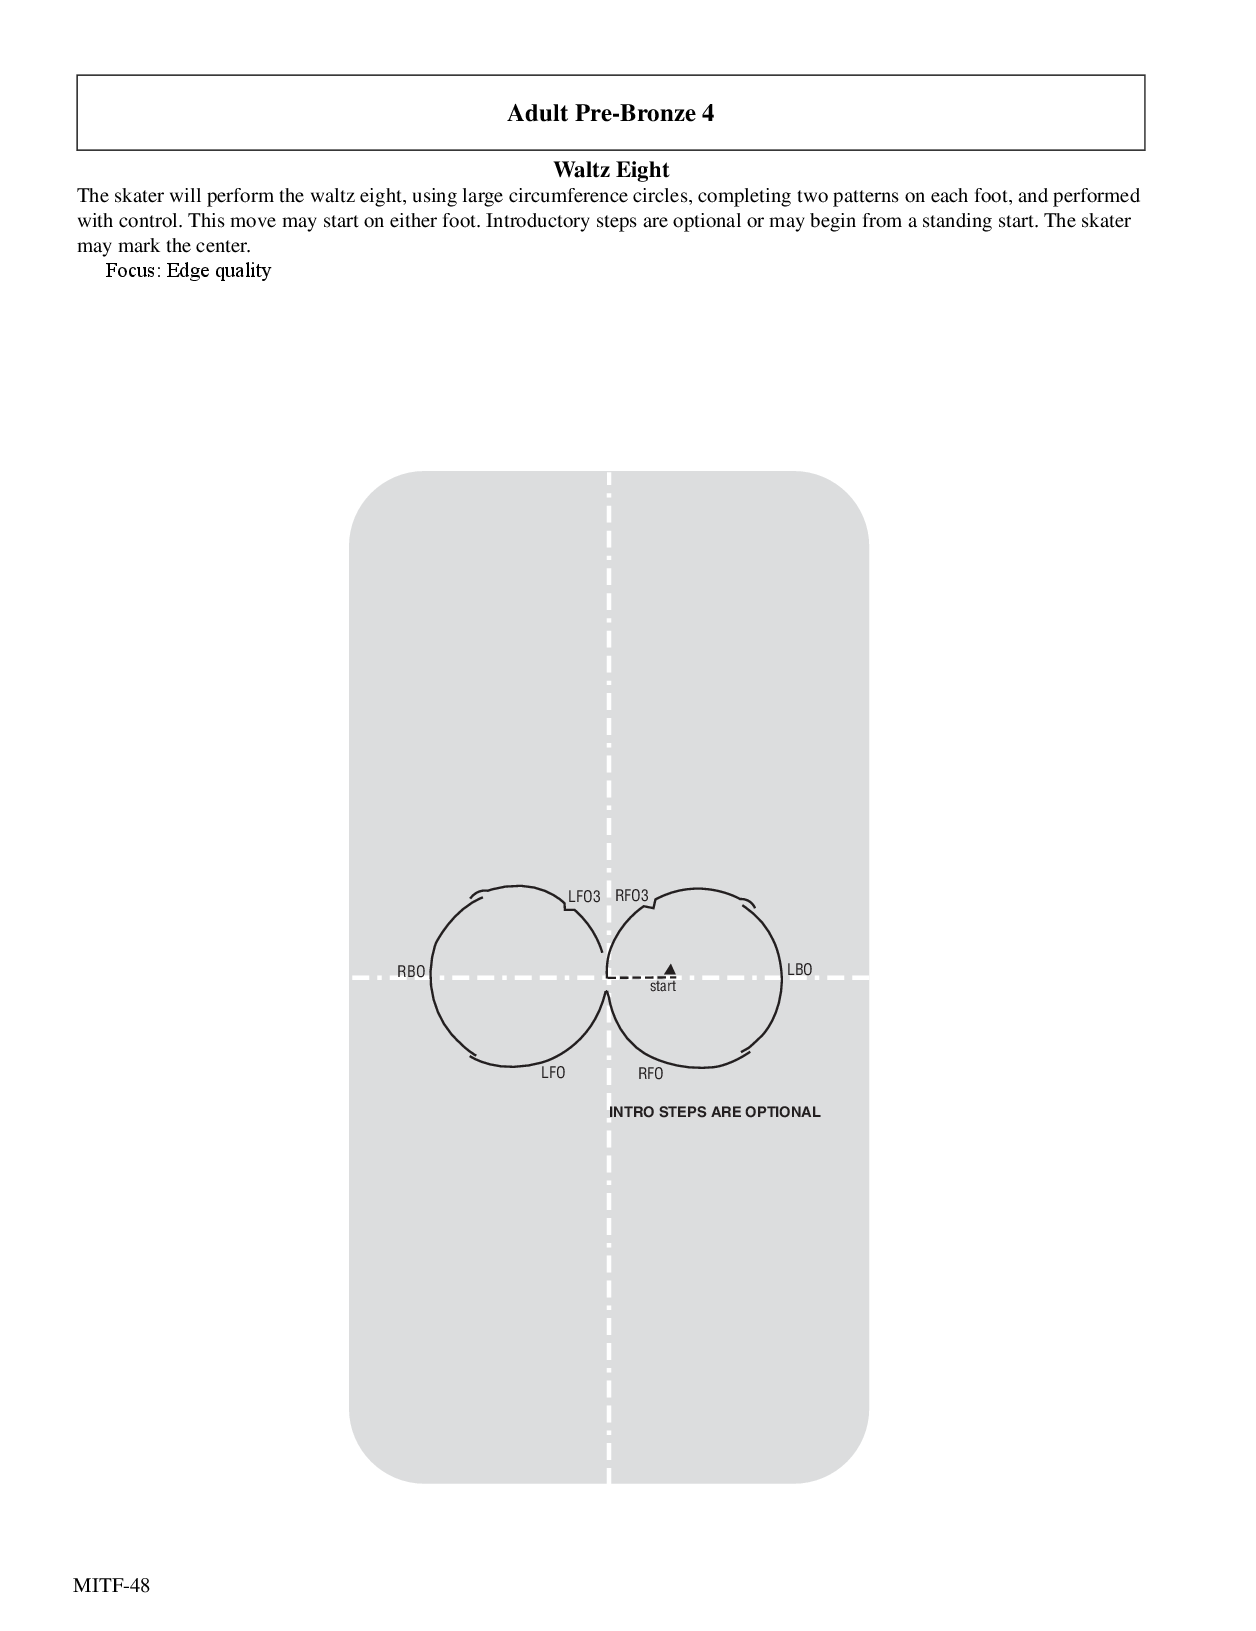 Adult Pre-Bronze 4
Waltz Eight
The skater will perform the waltz eight, using large circumference circles, completing two patterns on each foot, and performed
with control. This move may start on either foot. Introductory steps are optional or may begin from a standing start. The skater
may mark the center.
Focus: Edge quality
LFO3 RFO3
RBO
LBO
start
LFO
RFO
INTRO STEPS ARE OPTIONAL
MITF-48